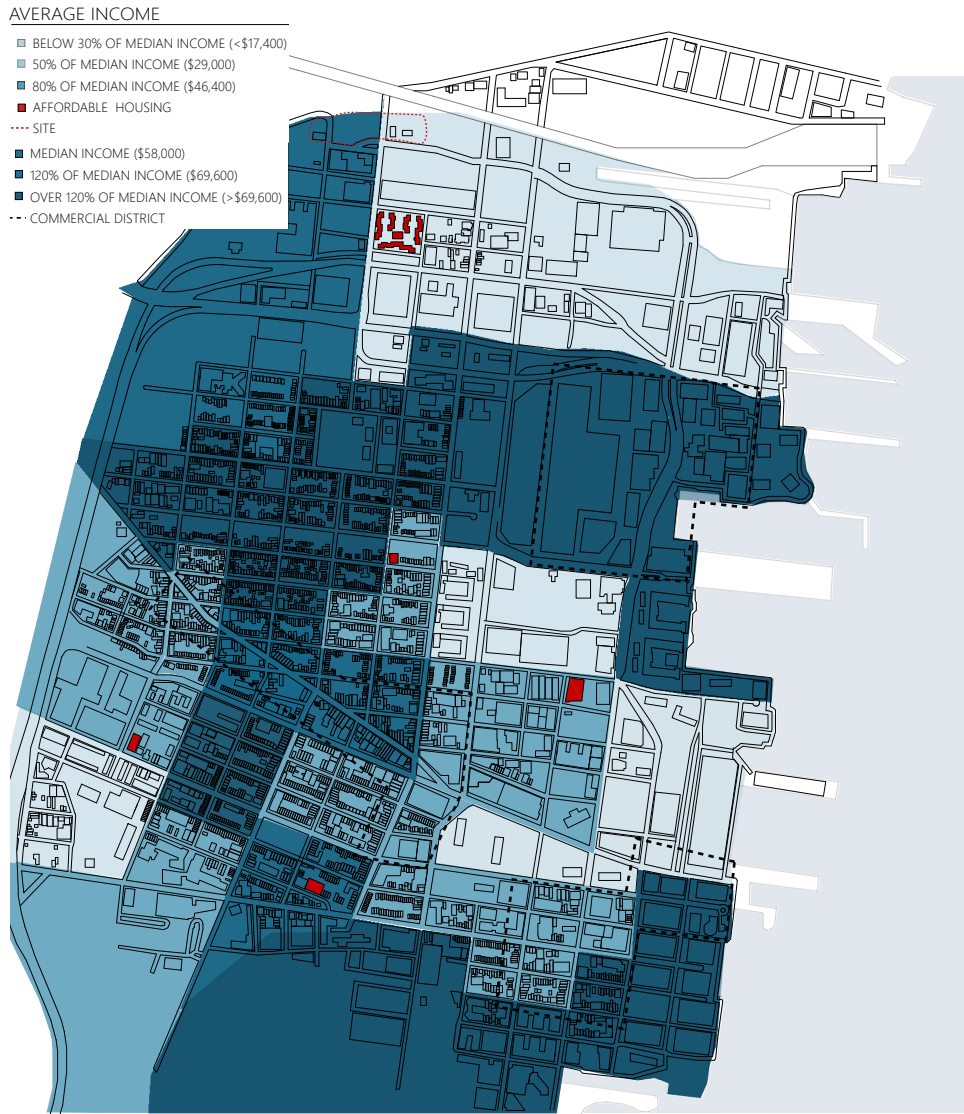 AVERAGE INCOME
BELOW 30% OF MEDIAN INCOME (<$17,400)
50% OF MEDIAN INCOME ($29,000)
80% OF MEDIAN INCOME ($46,400)
AFFORDABLE HOUSING
SITE
MEDIAN INCOME ($58,000)
120% OF MEDIAN INCOME ($69,600)
OVER 120% OF MEDIAN INCOME (>$69,600)
COMMERCIAL DISTRICT